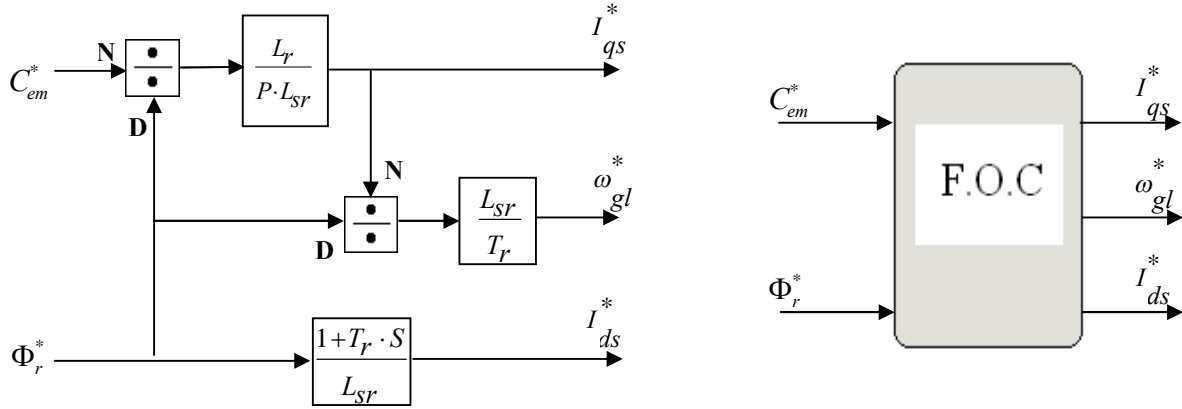 N
C*em
÷
D
Lr
P·Lsr
I*qs
N
÷
D
Lsr
Tr
ω*gl
Φ*r
1+Tr·S
Lsr
I*ds
C*em
Φ*r
F.O.C
I*qs
ω*gl
I*ds